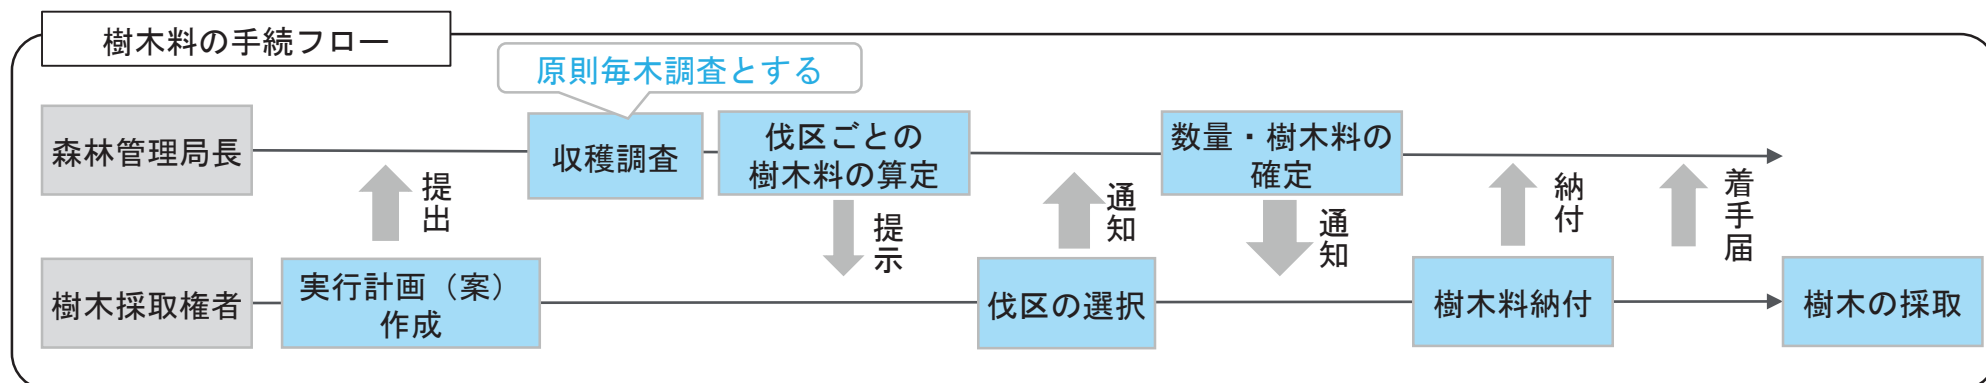 樹木料の手続フロー
原則毎木調査とする
森林管理局長
収穫調査
伐区ごとの
樹木料の算定
数量・樹木料の
確定
提出
提示
通知
通知
納付
着手届
樹木採取権者
実行計画（案）
作成
伐区の選択
樹木料納付
樹木の採取